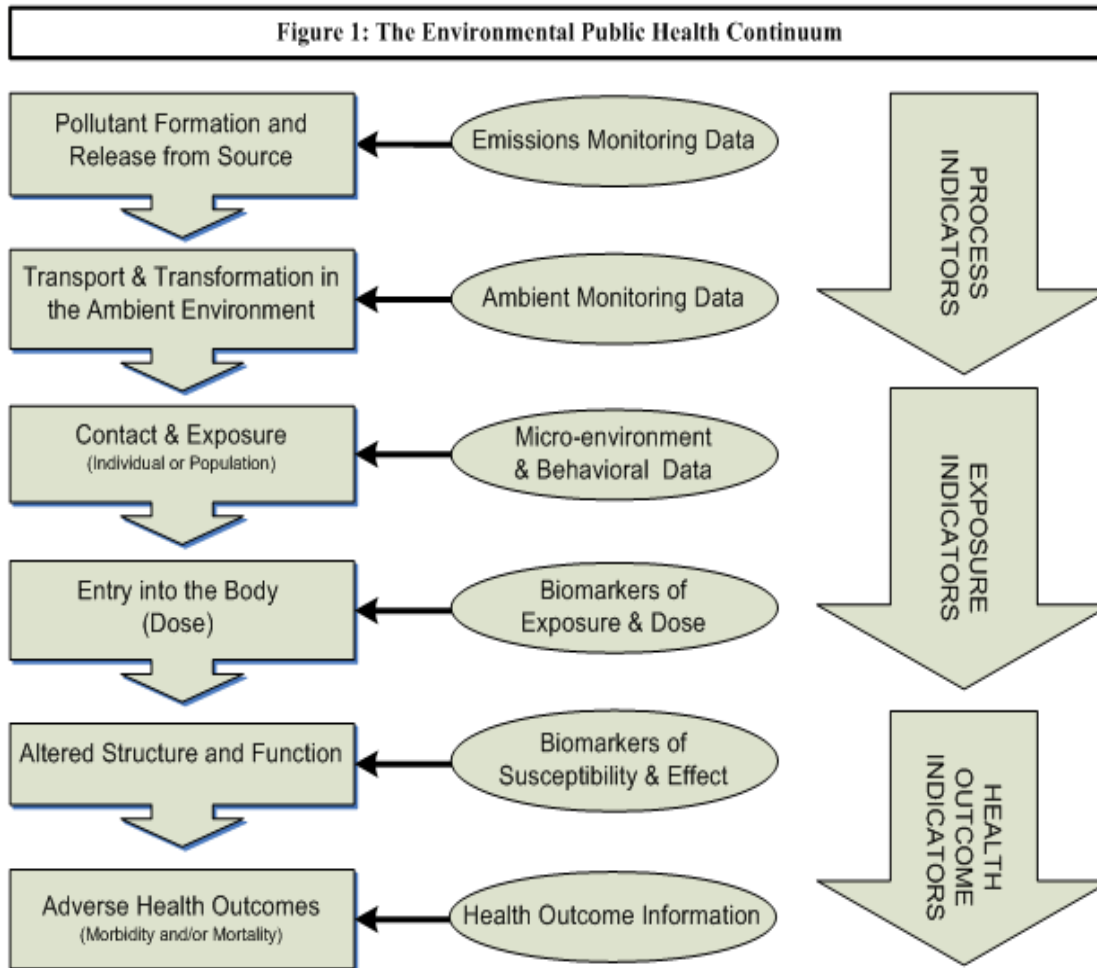 Figure 1: The Environmental Public Health Continuum
Pollutant Formation and
Release from Source
Emissions Monitoring Data
PROCESS
INDICATORS
Transport & Transformation in
the Ambient Environment
Ambient Monitoring Data
Contact & Exposure
(Individual or Population)
Micro-environment
& Behavioral Data
EXPOSURE
INDICATORS
Entry into the Body
(Dose)
Biomarkers of
Exposure & Dose
Altered Structure and Function
Biomarkers of
Susceptibility & Effect
HEALTH
OUTCOME
INDICATORS
Adverse Health Outcomes
(Morbidity and/or Mortality)
Health Outcome Information